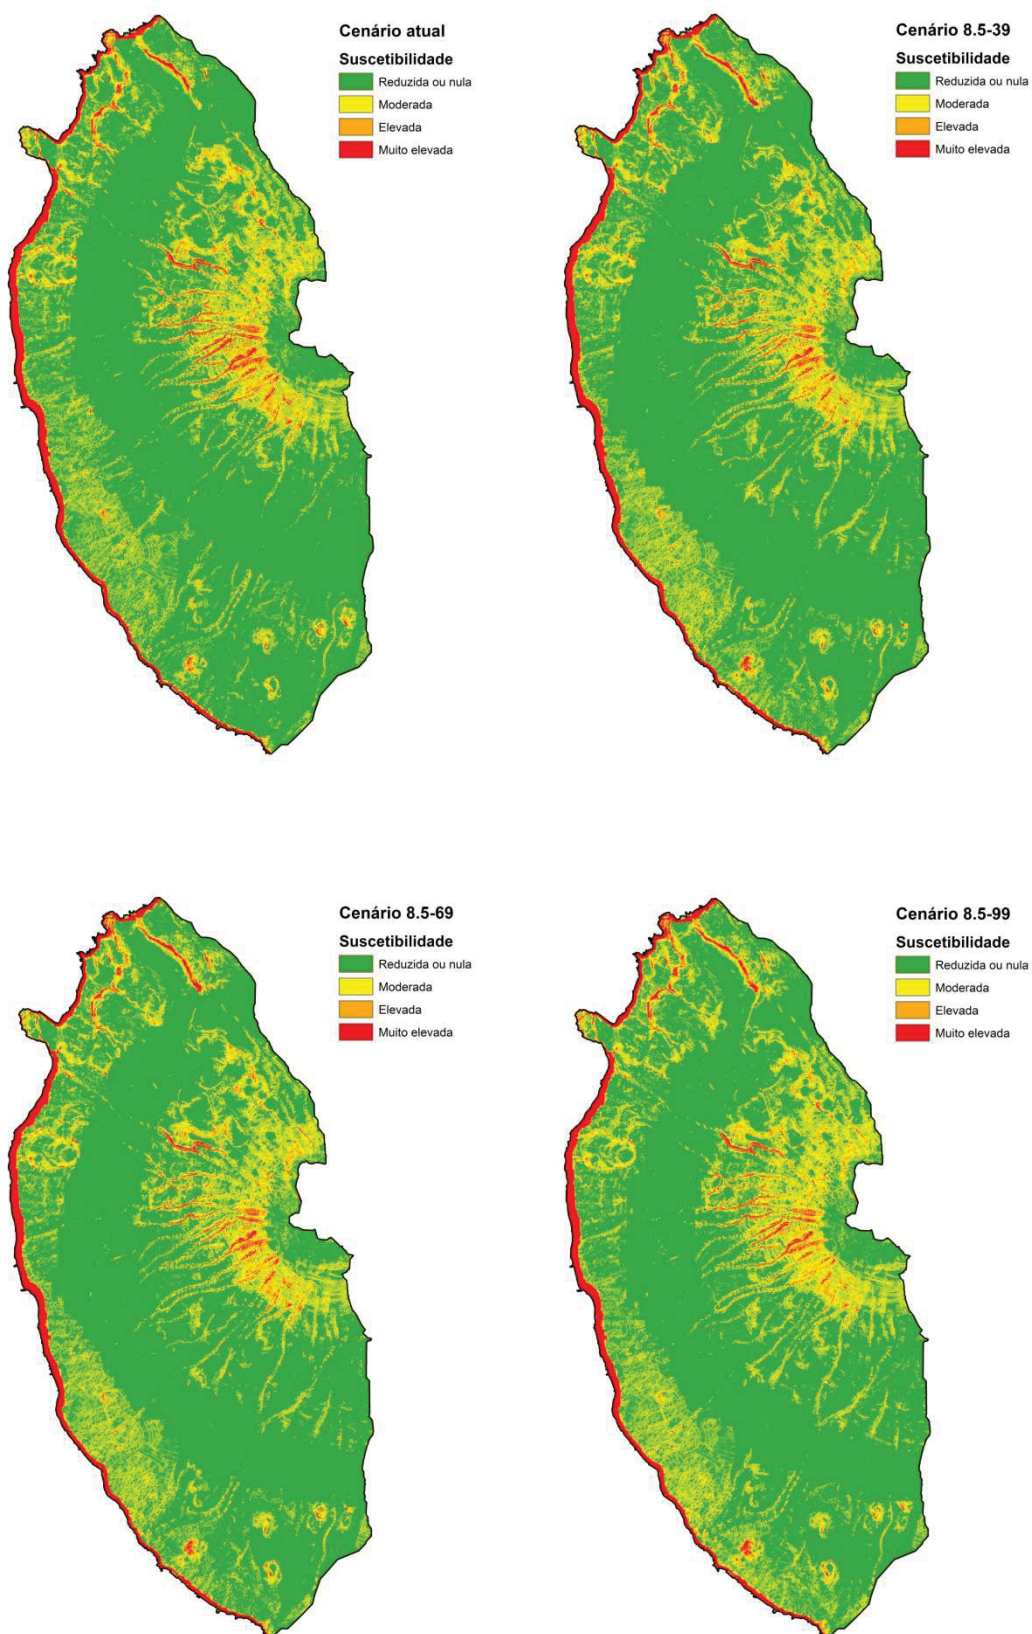 Cenário atual
Suscetibilidade
Reduzida ou nula
Moderada
Elevada
Muito elevada
Cenário 8.5-39
Suscetibilidade
Reduzida ou nula
Moderada
Elevada
Muito elevada
Cenário 8.5-69
Suscetibilidade
Reduzida ou nula
Moderada
Elevada
Muito elevada
Cenário 8.5-99
Suscetibilidade
Reduzida ou nula
Moderada
Elevada
Muito elevada